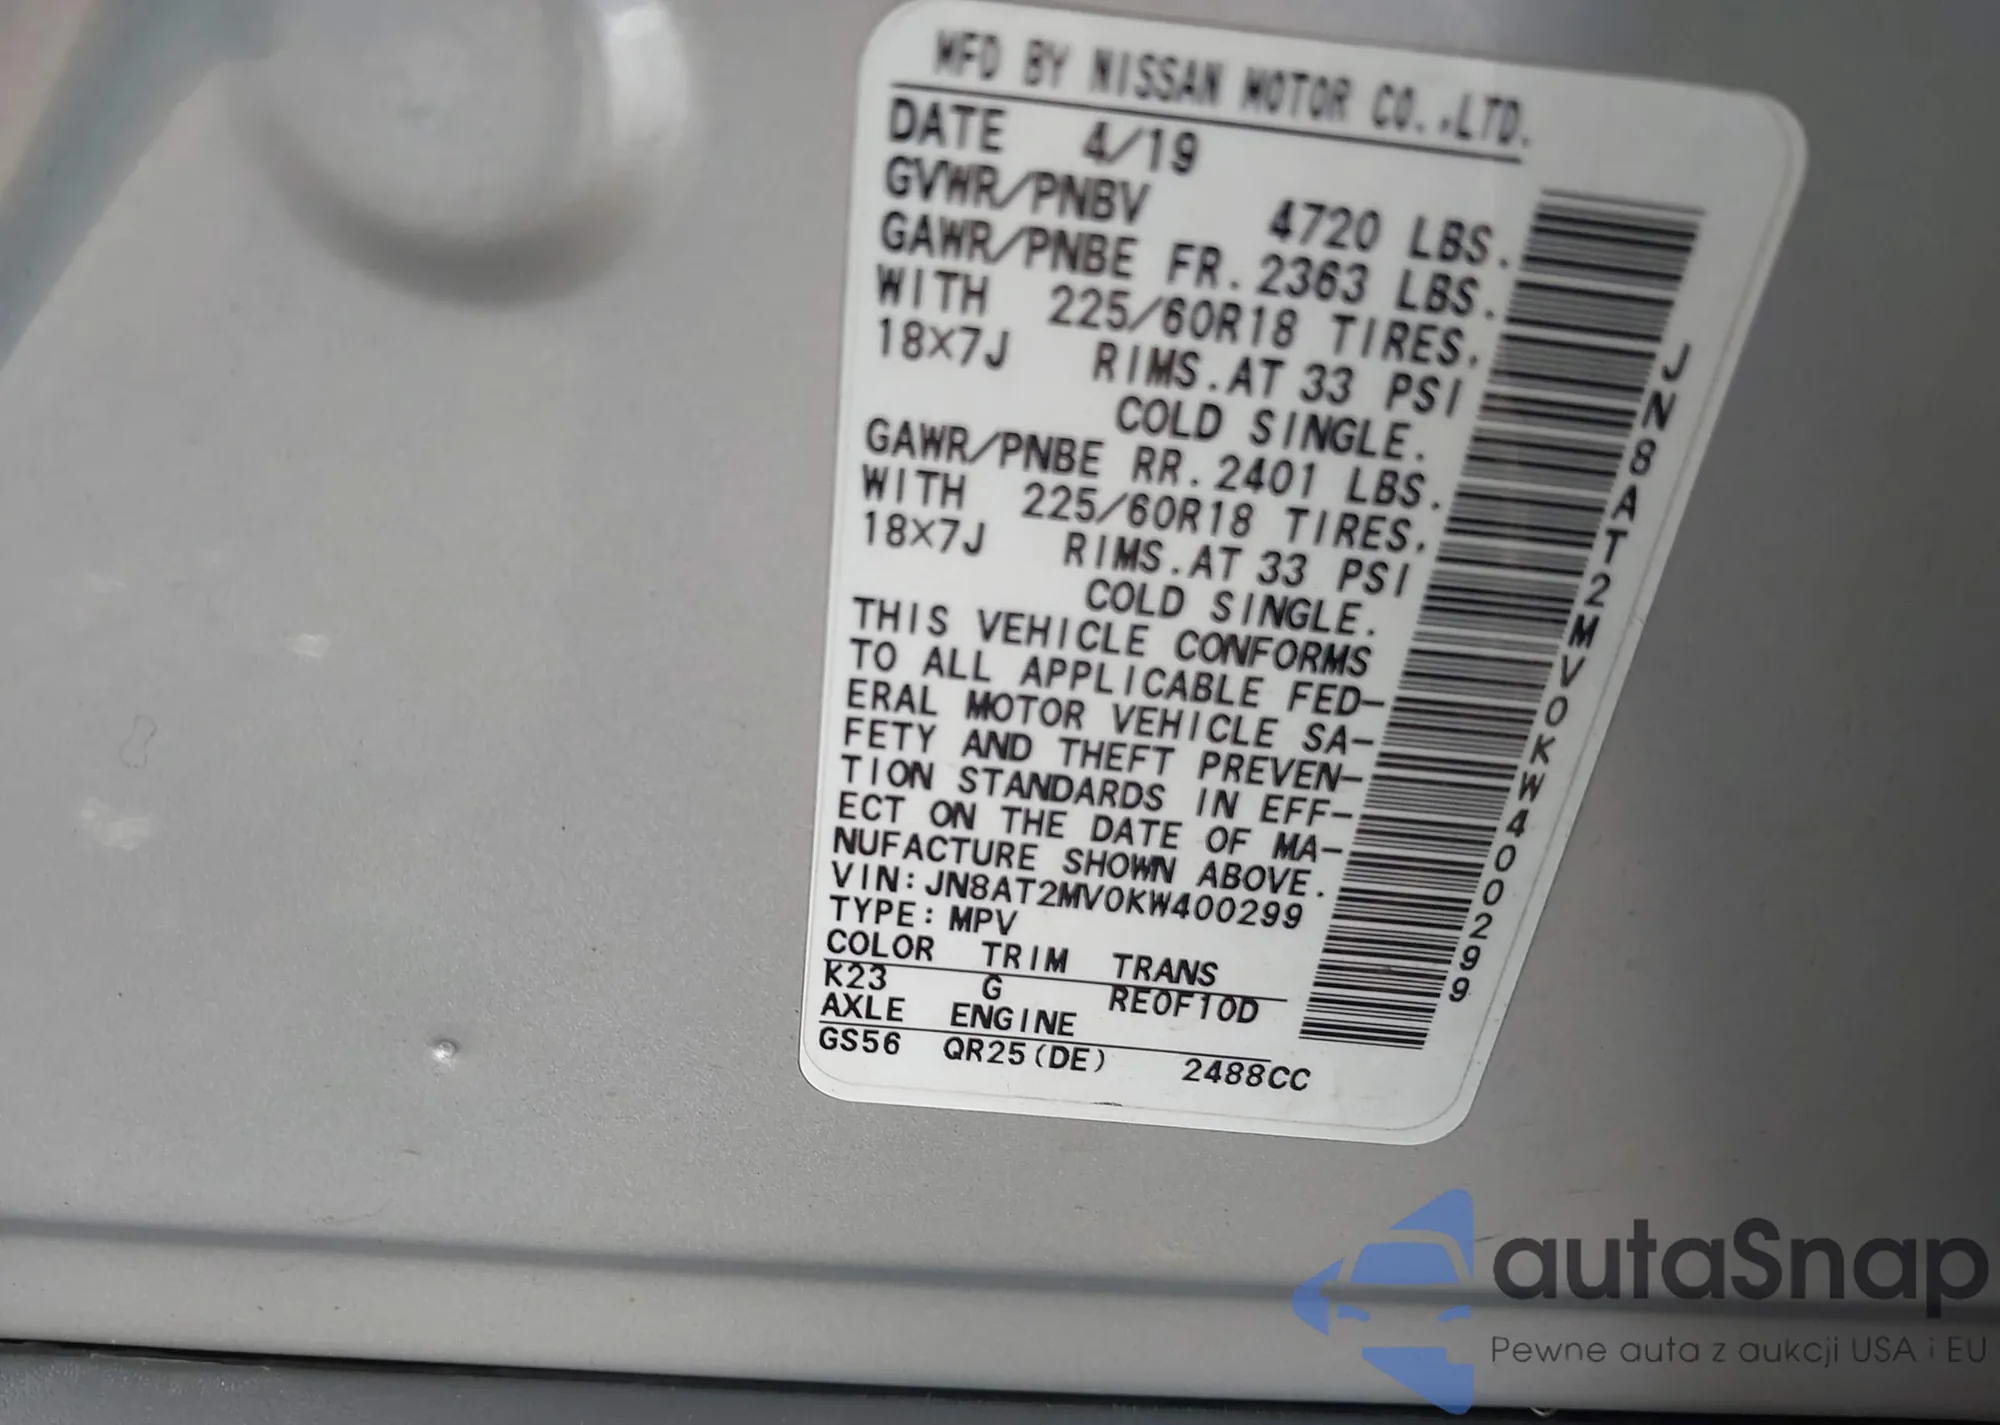 MFD BY NISSAN MOTOR CO.,LTD.
DATE 4/19
GVWR/PNBV 4720 LBS.
GAWR/PNBE FR.2363 LBS.
WITH 225/60R18 TIRES.
18X7J RIMS.AT 33 PSI
COLD SINGLE.
GAWR/PNBE RR.2401 LBS.
WITH 225/60R18 TIRES.
18X7J RIMS.AT 33 PSI
COLD SINGLE.
THIS VEHICLE CONFORMS
TO ALL APPLICABLE FED-
ERAL MOTOR VEHICLE SA-
FETY AND THEFT PREVEN-
TION STANDARDS IN EFF-
ECT ON THE DATE OF MA-
NUFACTURE SHOWN ABOVE.
VIN:JN8AT2MV0KW400299
TYPE:MPV
COLOR TRIM TRANS
K23 G RE0F10D
AXLE ENGINE
GS56 QR25(DE) 2488CC
JN8AT2MV0KW400299
autaSnap
Pewne auta z aukcji USA i EU